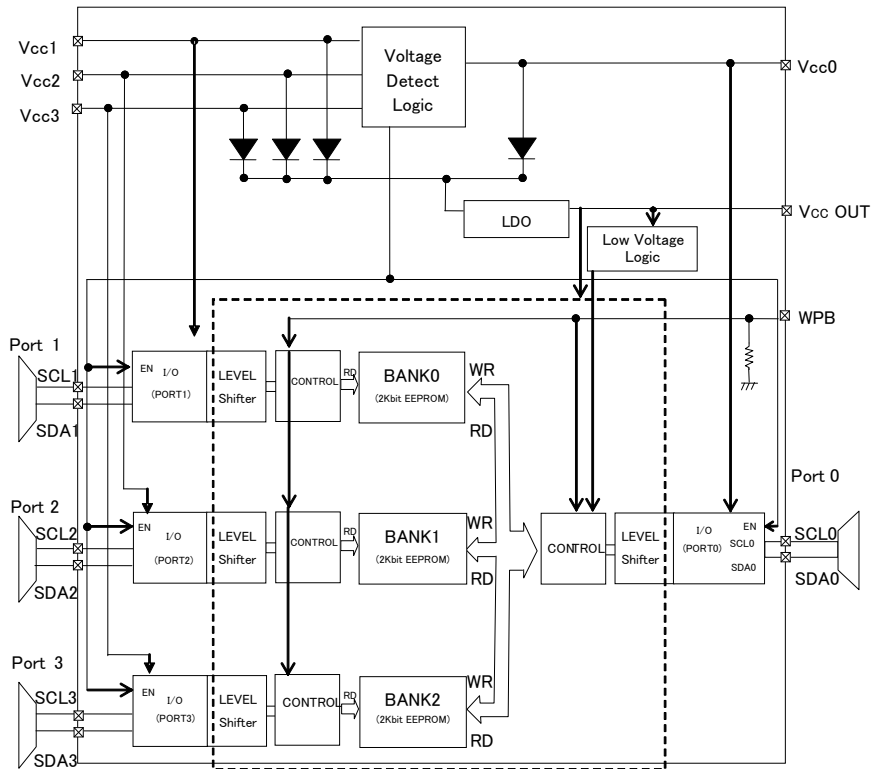 Vcc1
Vcc2
Vcc3
Voltage
Detect
Logic
Vcc0
LDO
Vcc OUT
Low Voltage
Logic
WPB
Port 1
SCL1
SDA1
EN
I/O
(PORT1)
LEVEL
Shifter
CONTROL
RD
BANK0
(2Kbit EEPROM)
WR
RD
Port 2
SCL2
SDA2
EN
I/O
(PORT2)
LEVEL
Shifter
CONTROL
RD
BANK1
(2Kbit EEPROM)
WR
RD
Port 3
SCL3
SDA3
EN
I/O
(PORT3)
LEVEL
Shifter
CONTROL
RD
BANK2
(2Kbit EEPROM)
WR
RD
CONTROL
LEVEL
Shifter
I/O
(PORT0)
EN
SCL0
SDA0
Port 0
SCL0
SDA0